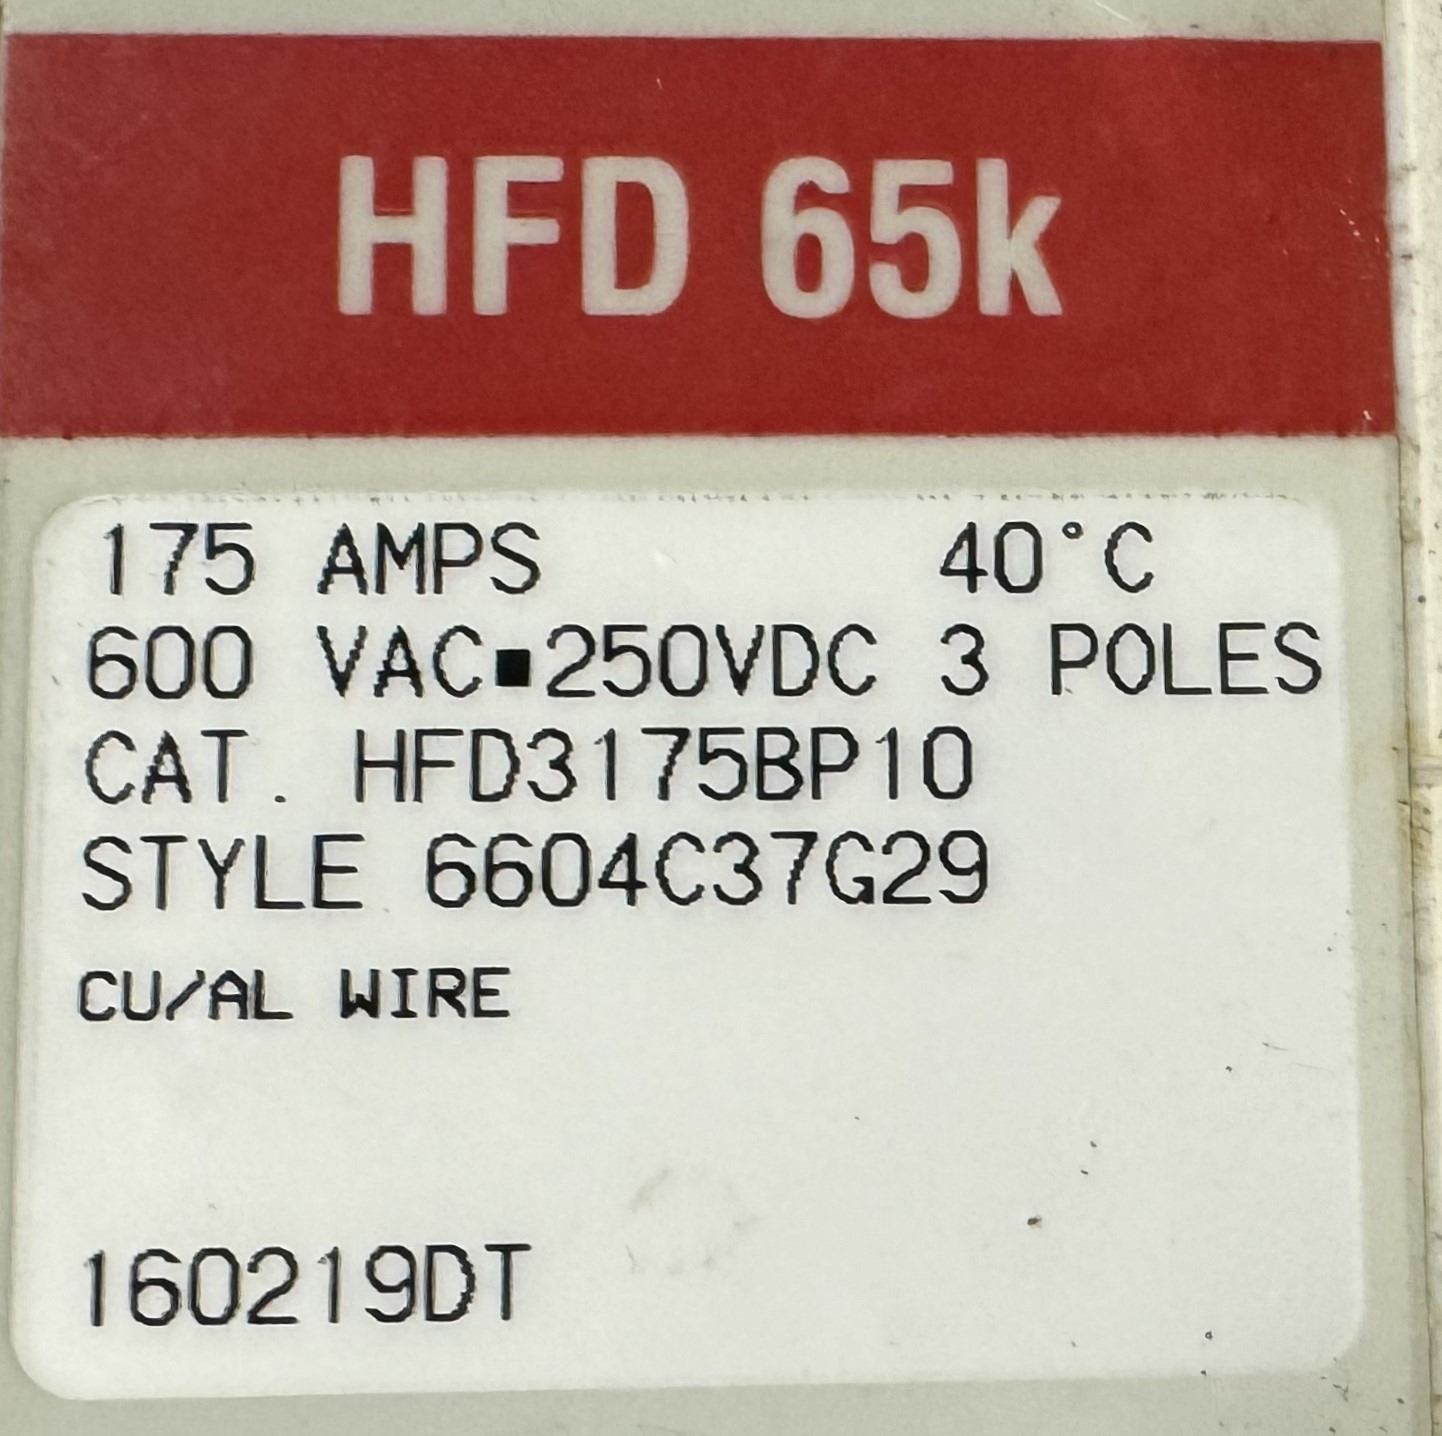 HFD 65k
175 AMPS 40°C
600 VAC▪250VDC 3 POLES
CAT. HFD3175BP10
STYLE 6604C37G29
CU/AL WIRE
160219DT